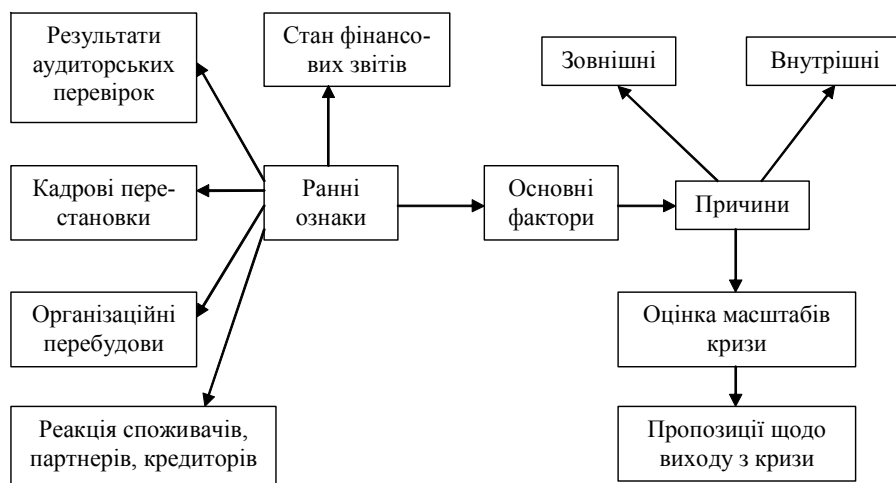 Результати
аудиторських
перевірок
Стан фінансо-
вих звітів
Зовнішні
Внутрішні
Кадрові пере-
становки
Ранні
ознаки
Основні
фактори
Причини
Організаційні
перебудови
Оцінка масштабів
кризи
Реакція споживачів,
партнерів, кредиторів
Пропозиції щодо
виходу з кризи